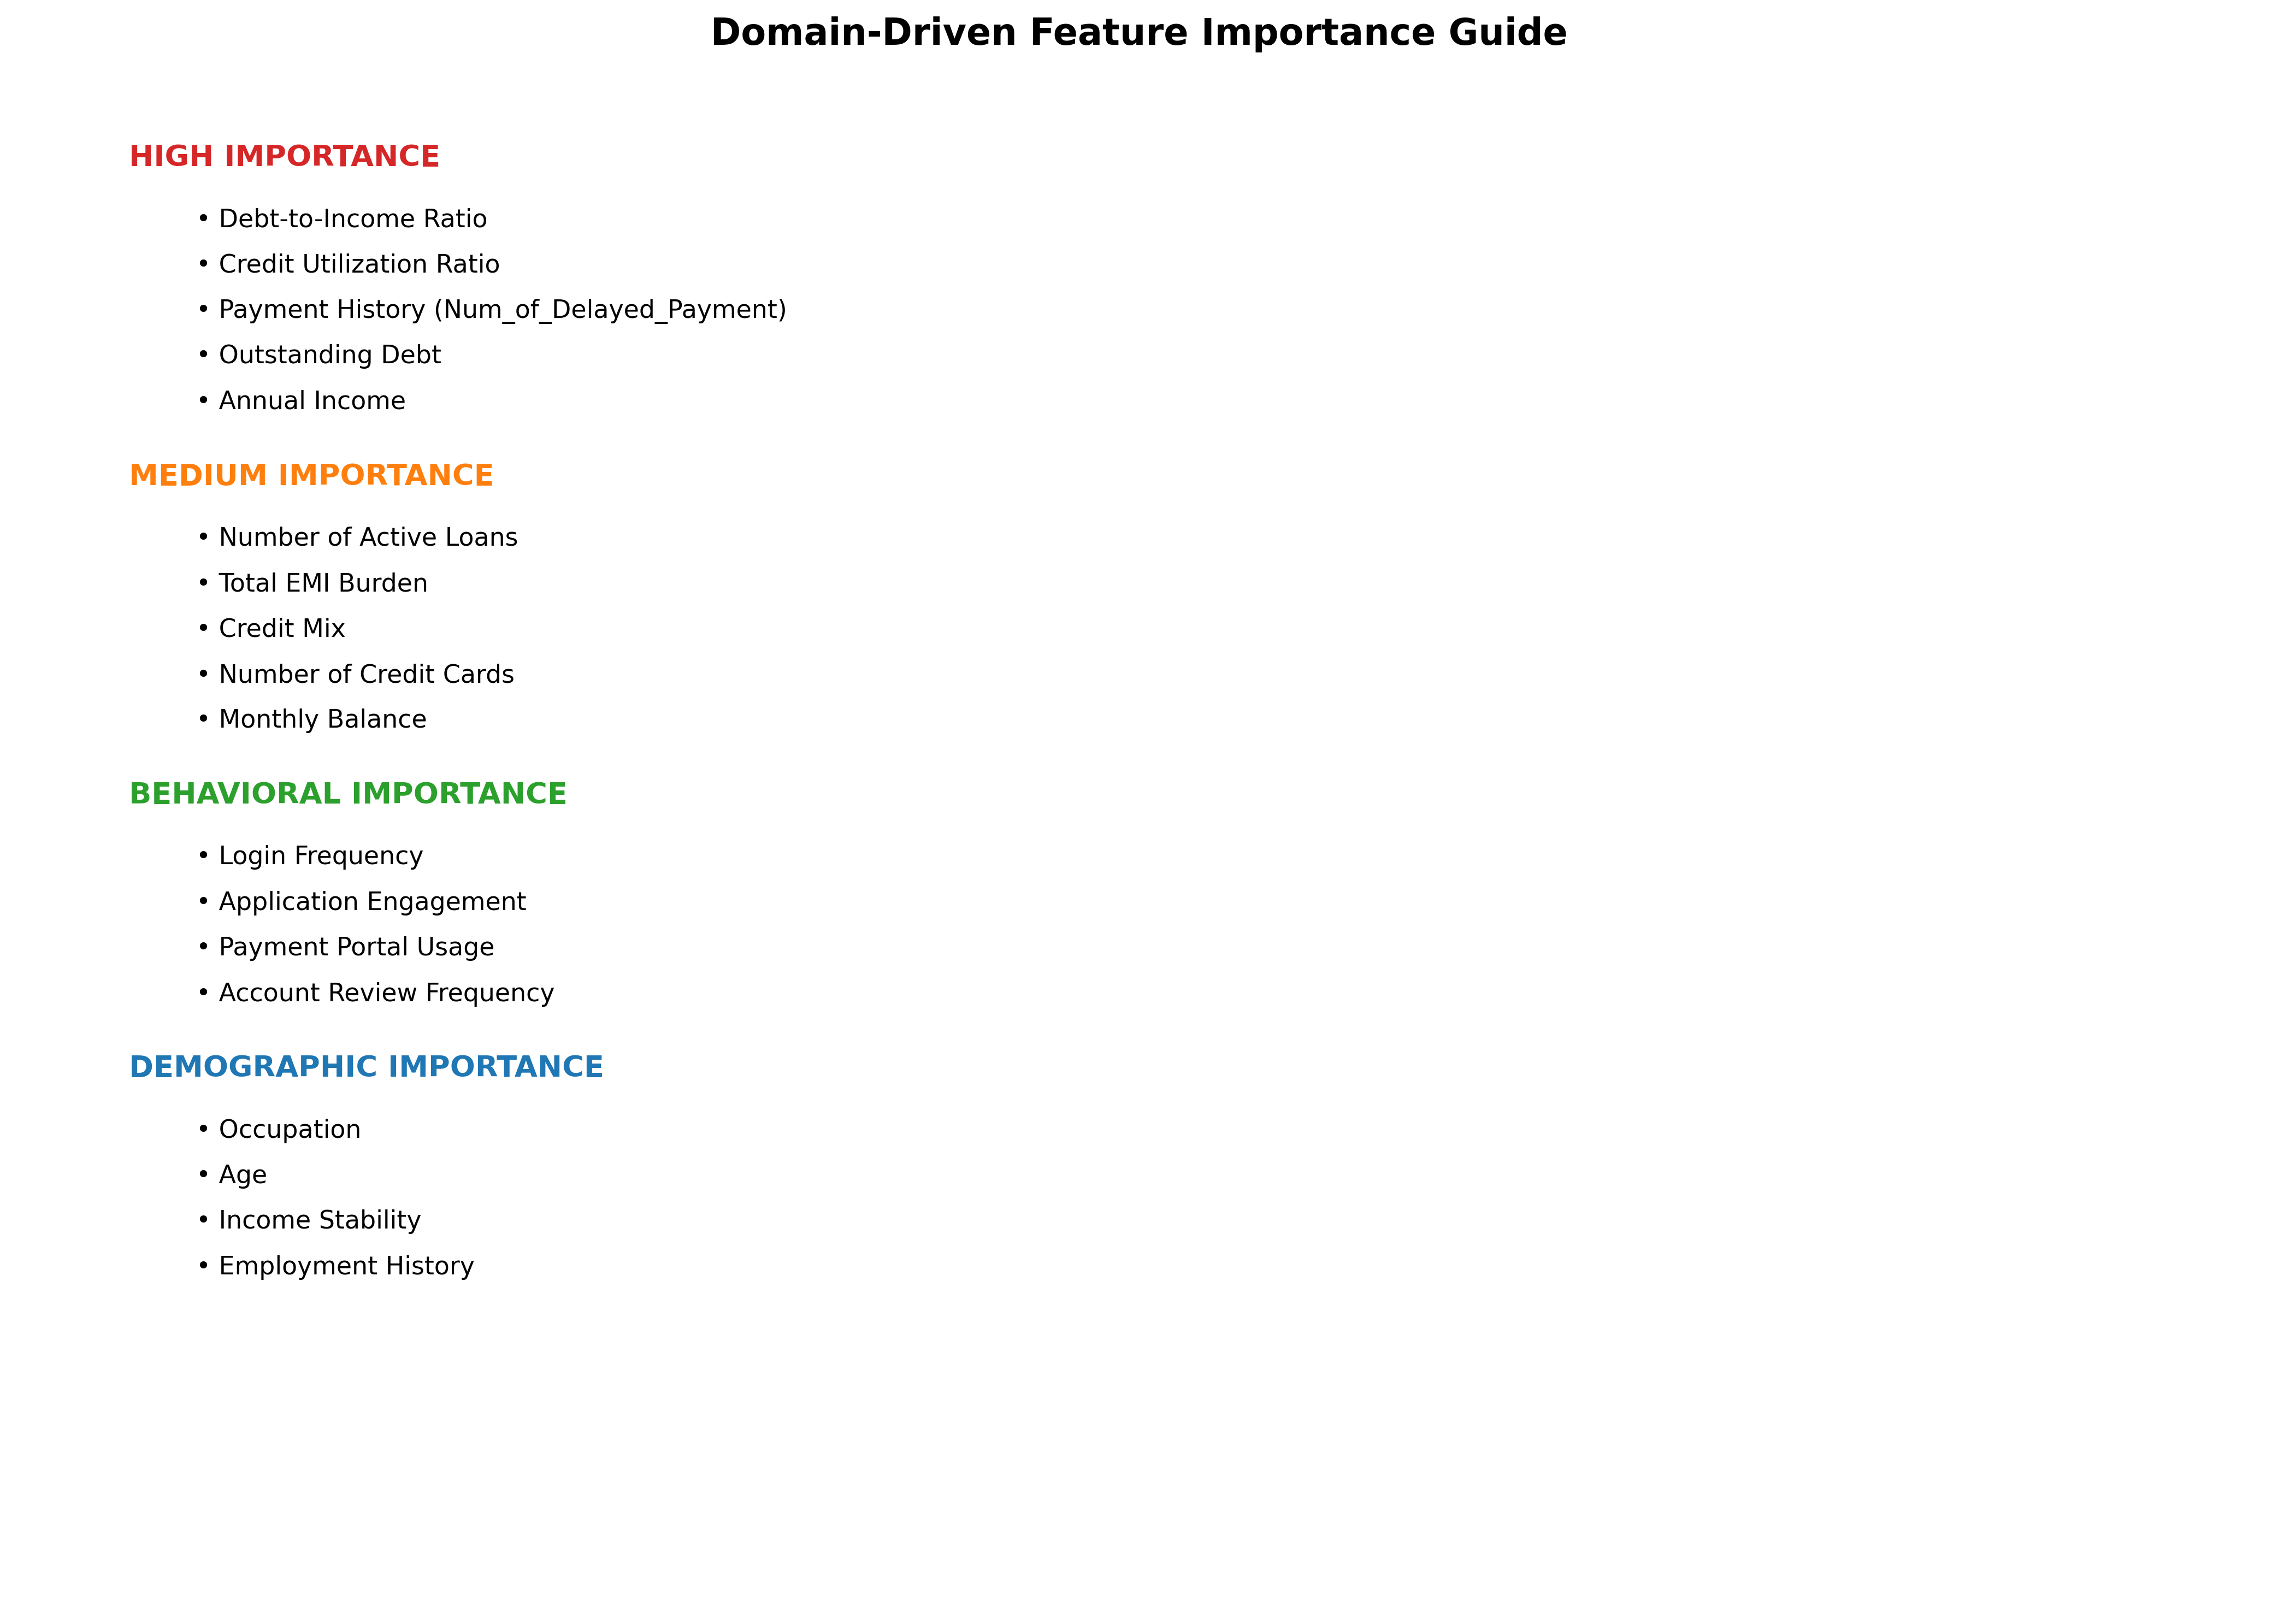 Domain-Driven Feature Importance Guide
HIGH IMPORTANCE
• Debt-to-Income Ratio
• Credit Utilization Ratio
• Payment History (Num_of_Delayed_Payment)
• Outstanding Debt
• Annual Income
MEDIUM IMPORTANCE
• Number of Active Loans
• Total EMI Burden
• Credit Mix
• Number of Credit Cards
• Monthly Balance
BEHAVIORAL IMPORTANCE
• Login Frequency
• Application Engagement
• Payment Portal Usage
• Account Review Frequency
DEMOGRAPHIC IMPORTANCE
• Occupation
• Age
• Income Stability
• Employment History